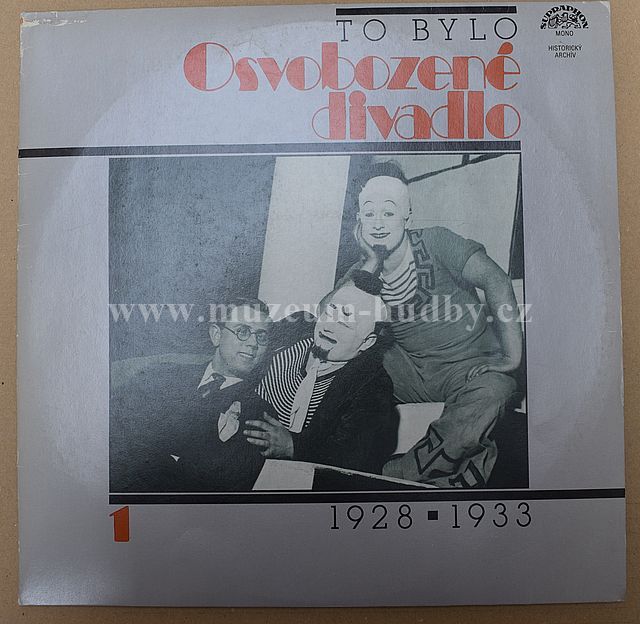 TO BYLO
Osvobozené
divadlo
SUPRAPHON
MONO
HISTORICKÝ
ARCHIV
www.muzeum-hudby.cz
1
1928 ▪ 1933